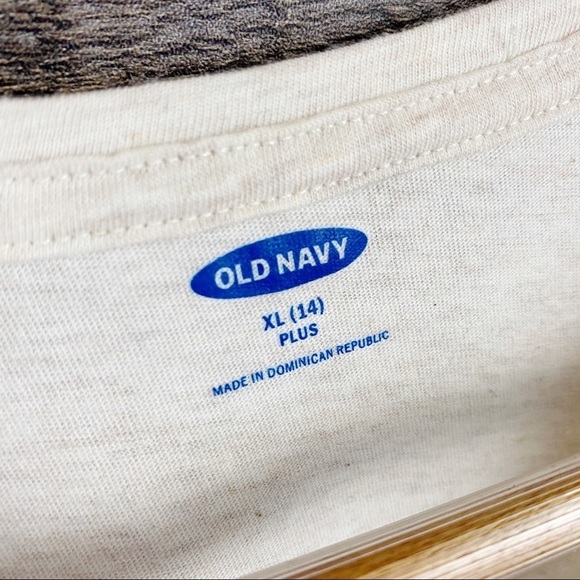 OLD NAVY
XL (14)
PLUS
MADE IN DOMINICAN REPUBLIC